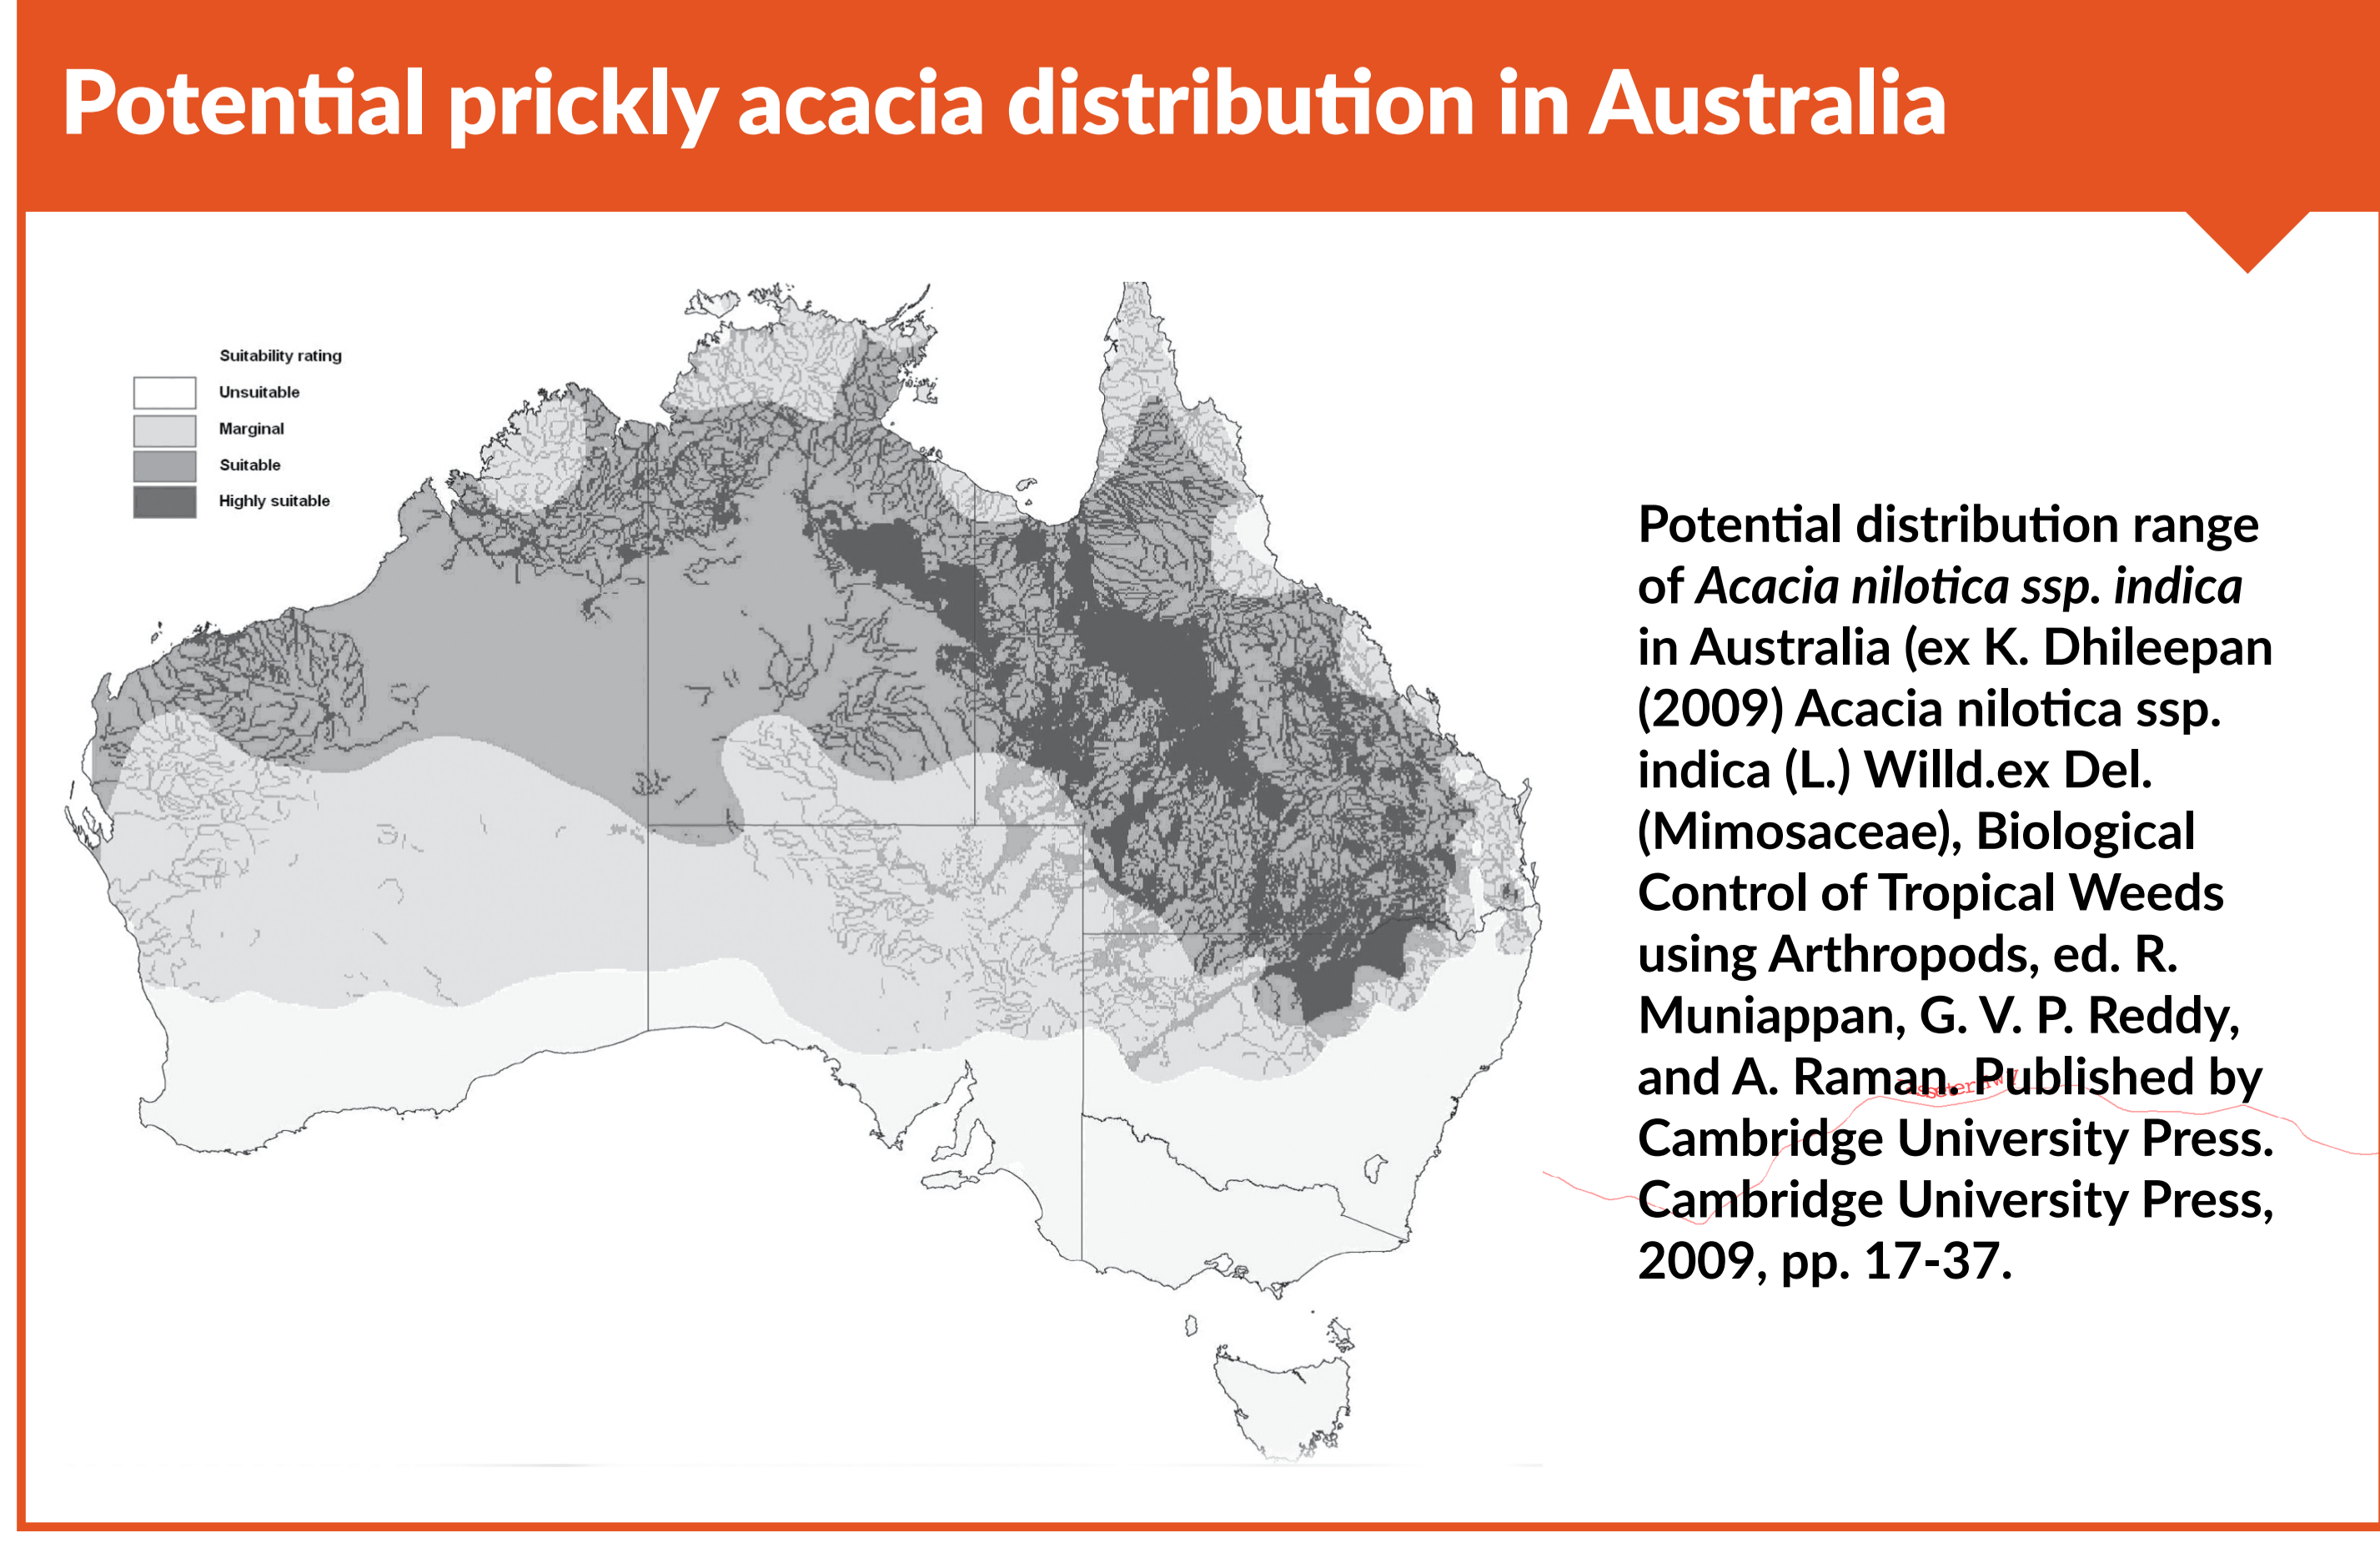 Potential prickly acacia distribution in Australia
Suitability rating
Unsuitable
Marginal
Suitable
Highly suitable
Potential distribution range
of Acacia nilotica ssp. indica
in Australia (ex K. Dhileepan
(2009) Acacia nilotica ssp.
indica (L.) Willd.ex Del.
(Mimosaceae), Biological
Control of Tropical Weeds
using Arthropods, ed. R.
Muniappan, G. V. P. Reddy,
and A. Raman. Published by
Cambridge University Press.
Cambridge University Press,
2009, pp. 17-37.